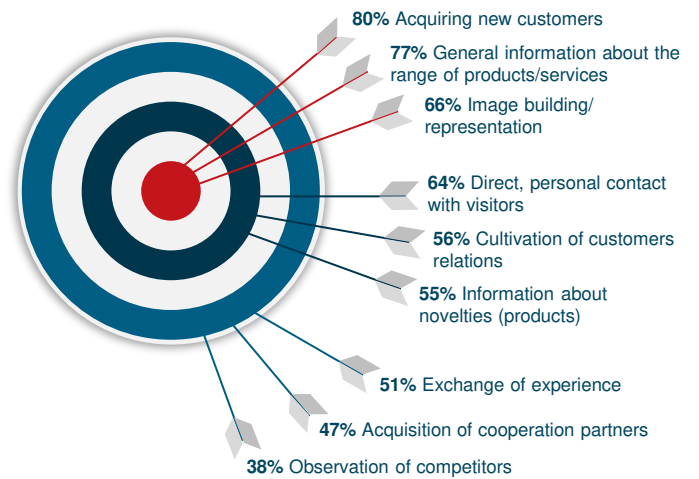 80% Acquiring new customers
77% General information about the
range of products/services
66% Image building/
representation
64% Direct, personal contact
with visitors
56% Cultivation of customers
relations
55% Information about
novelties (products)
51% Exchange of experience
47% Acquisition of cooperation partners
38% Observation of competitors